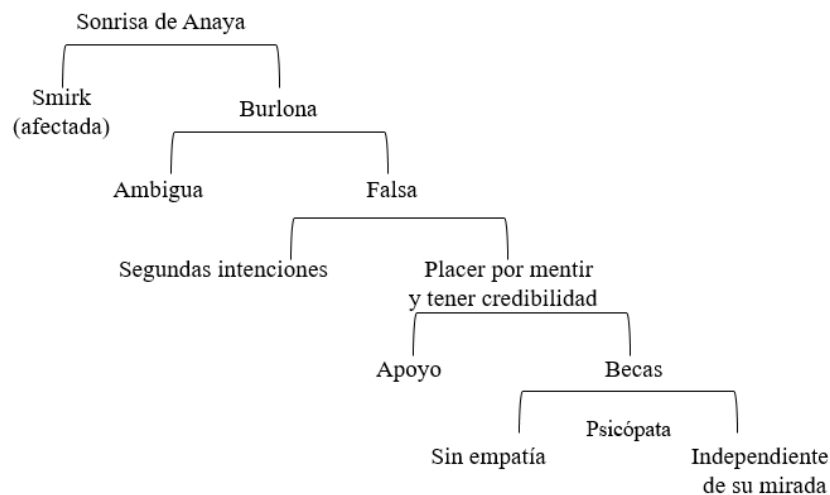 Sonrisa de Anaya
Smirk
(afectada)
Burlona
Ambigua
Falsa
Segundas intenciones
Placer por mentir
y tener credibilidad
Apoyo
Becas
Psicópata
Sin empatía
Independiente
de su mirada